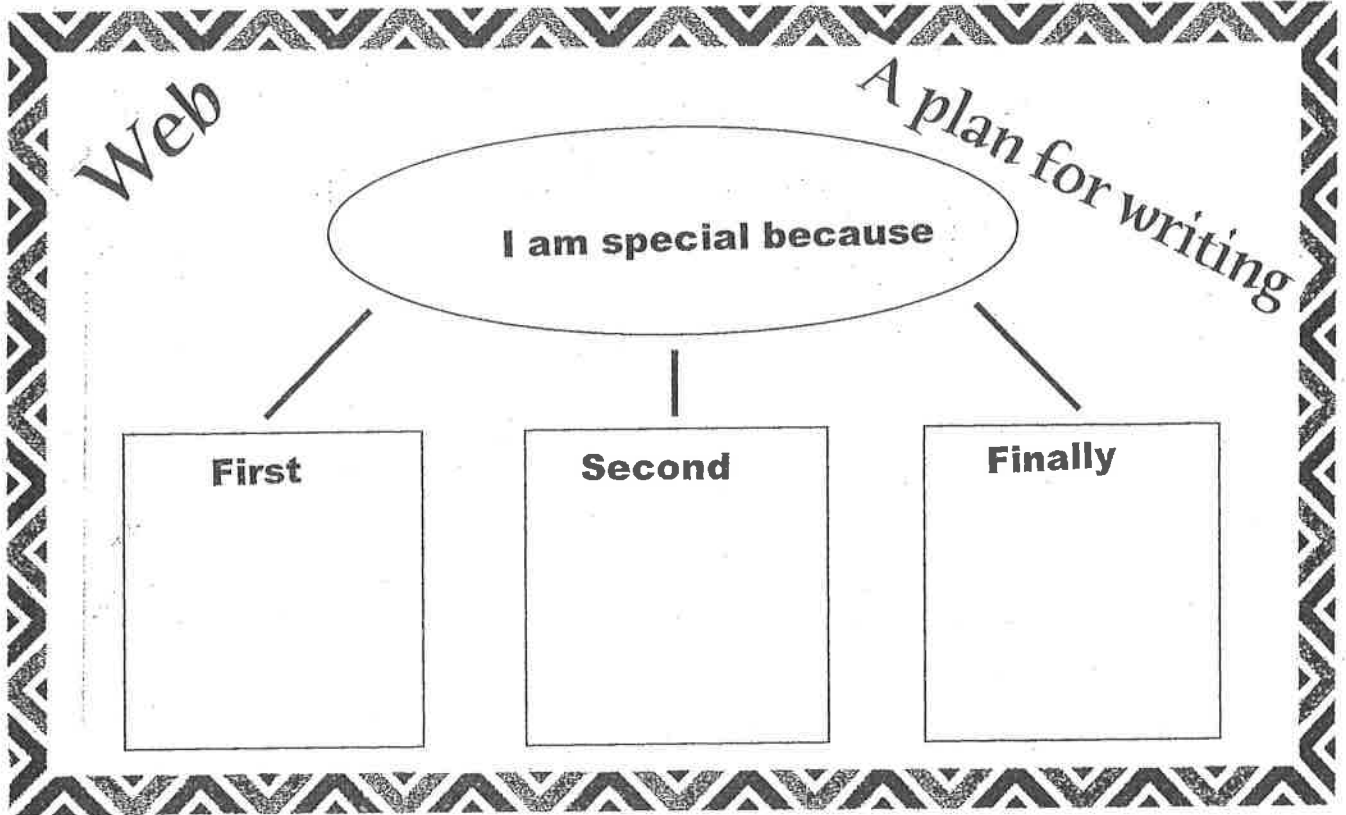 Web
A plan for writing
I am special because
First
Second
Finally